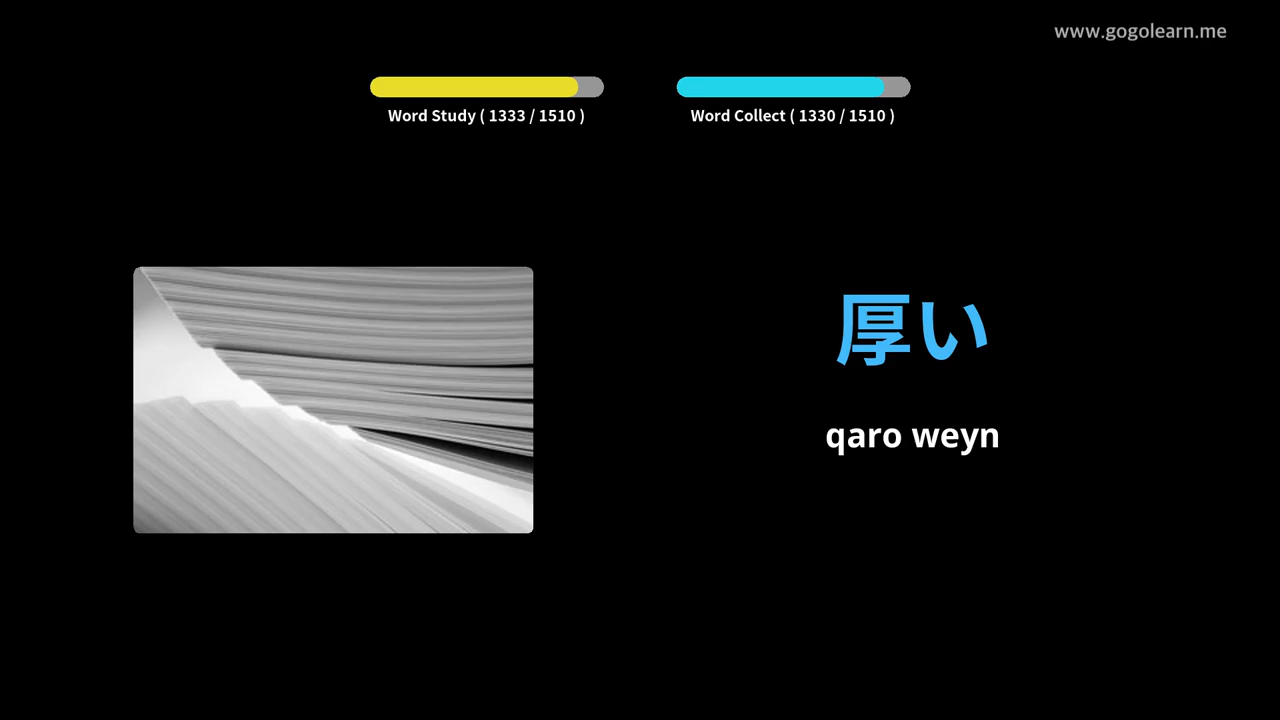 www.gogolearn.me
Word Study ( 1333 / 1510 )
Word Collect ( 1330 / 1510 )
厚い
qaro weyn